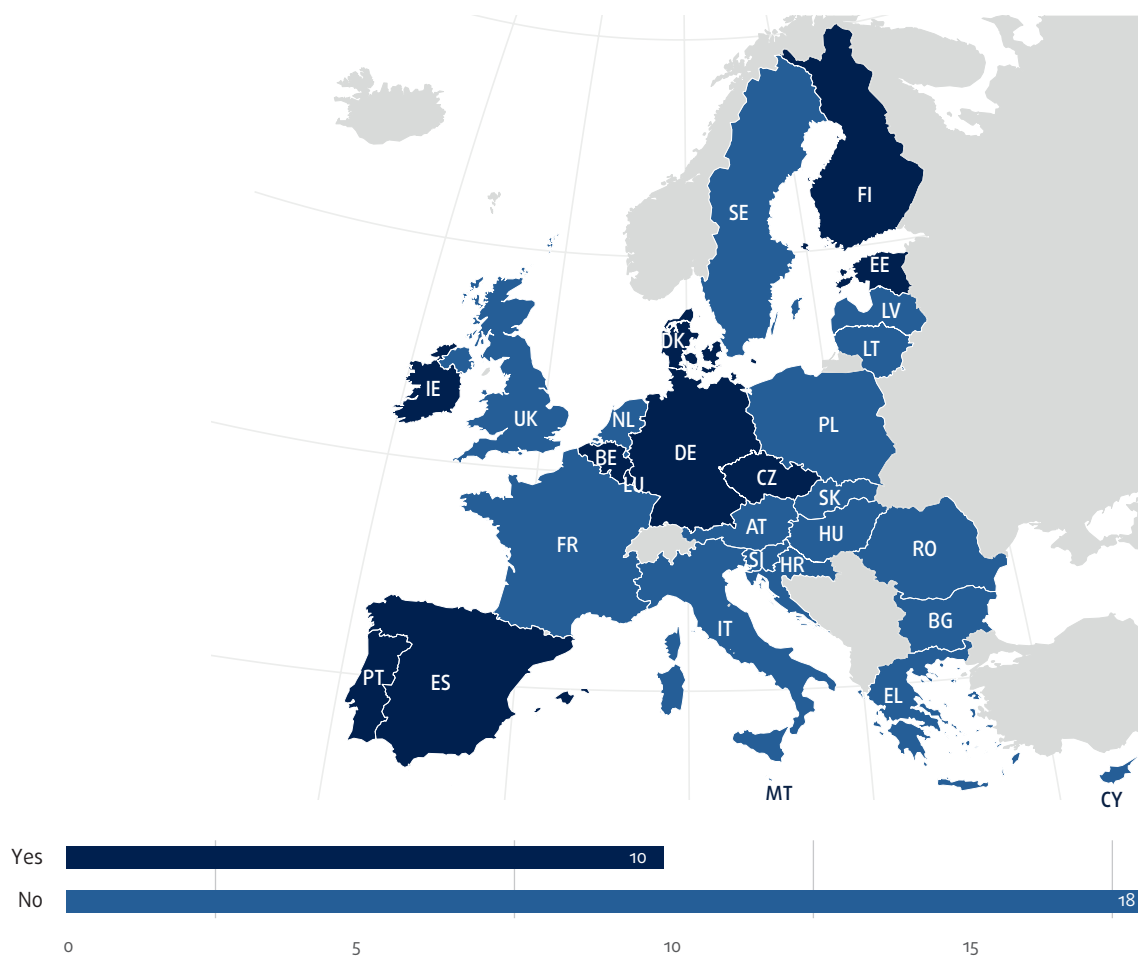 FI
SE
EE
LV
DK
LT
IE
UK
NL
PL
DE
BE
CZ
LU
SK
AT
HU
FR
RO
SI
HR
BG
IT
PT
ES
EL
MT
CY
Yes 10
No 18
0 5 10 15